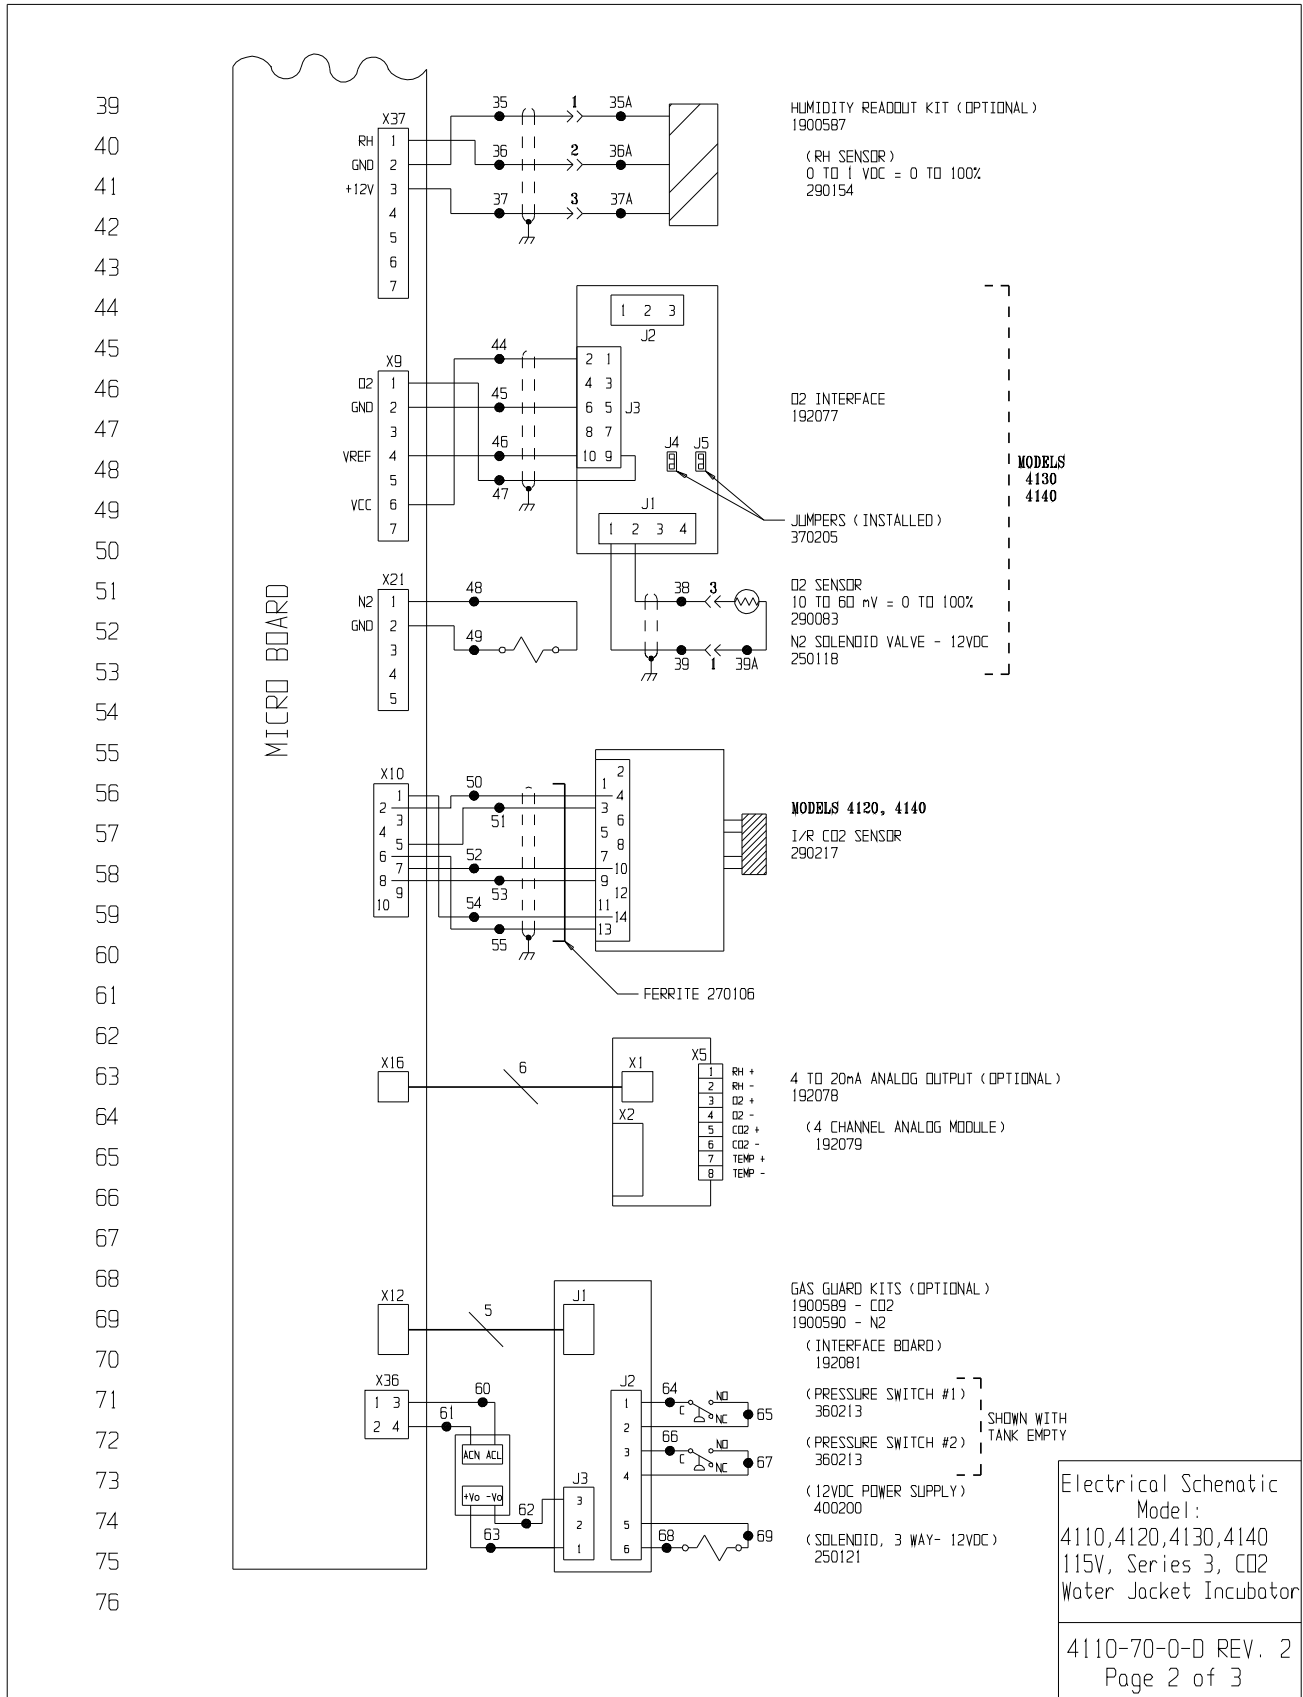 39
40
41
42
43
44
45
46
47
48
49
50
51
52
53
54
55
56
57
58
59
60
61
62
63
64
65
66
67
68
69
70
71
72
73
74
75
76
MICRO BOARD
X37
RH 1
GND 2
+12V 3
4
5
6
7
35 1 35A
36 2 36A
37 3 37A
HUMIDITY READOUT KIT (OPTIONAL)
1900587
(RH SENSOR)
0 TO 1 VDC = 0 TO 100%
290154
X9
O2 1
GND 2
3
VREF 4
5
VCC 6
7
44
45
46
47
1 2 3
J2
2 1
4 3
6 5 J3
8 7
10 9
J4 J5
J1
1 2 3 4
O2 INTERFACE
192077
JUMPERS (INSTALLED)
370205
MODELS
4130
4140
X21
N2 1
GND 2
3
4
5
48
49
38 3
39 1 39A
O2 SENSOR
10 TO 60 mV = 0 TO 100%
290083
N2 SOLENOID VALVE - 12VDC
250118
X10
1
2
3
4
5
6
7
8
9
10
50
51
52
53
54
55
2
1
4
3
6
5
8
7
10
9
12
11
14
13
MODELS 4120, 4140
I/R CO2 SENSOR
290217
FERRITE 270106
X16
6
X1
X2
X5
1 RH +
2 RH -
3 O2 +
4 O2 -
5 CO2 +
6 CO2 -
7 TEMP +
8 TEMP -
4 TO 20mA ANALOG OUTPUT (OPTIONAL)
192078
(4 CHANNEL ANALOG MODULE)
192079
X12
5
J1
GAS GUARD KITS (OPTIONAL)
1900589 - CO2
1900590 - N2
(INTERFACE BOARD)
192081
X36
1 3
2 4
60
61
ACN ACL
+Vo -Vo
62
63
J3
3
2
1
J2
1
2
3
4
5
6
64
C NO NC
65
66
C NO NC
67
68
69
(PRESSURE SWITCH #1)
360213
(PRESSURE SWITCH #2)
360213
SHOWN WITH
TANK EMPTY
(12VDC POWER SUPPLY)
400200
(SOLENOID, 3 WAY- 12VDC)
250121
Electrical Schematic
Model:
4110,4120,4130,4140
115V, Series 3, CO2
Water Jacket Incubator
4110-70-0-D REV. 2
Page 2 of 3